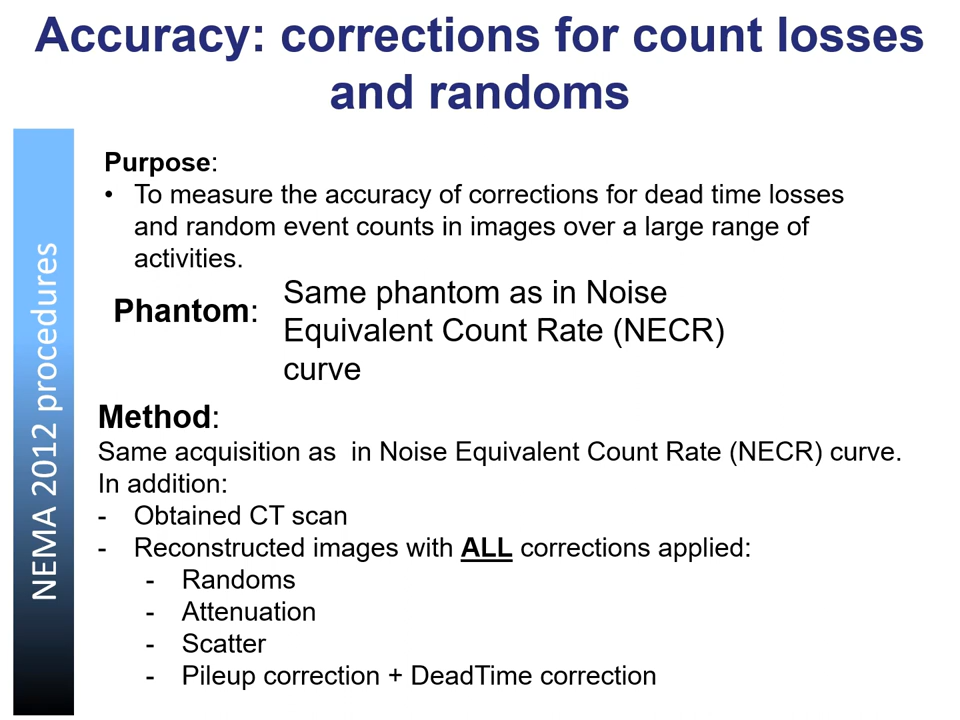 Accuracy: corrections for count losses
and randoms
NEMA 2012 procedures
Purpose:
• To measure the accuracy of corrections for dead time losses
and random event counts in images over a large range of
activities.
Phantom:
Same phantom as in Noise
Equivalent Count Rate (NECR)
curve
Method:
Same acquisition as  in Noise Equivalent Count Rate (NECR) curve.
In addition:
- Obtained CT scan
- Reconstructed images with ALL corrections applied:
- Randoms
- Attenuation
- Scatter
- Pileup correction + DeadTime correction